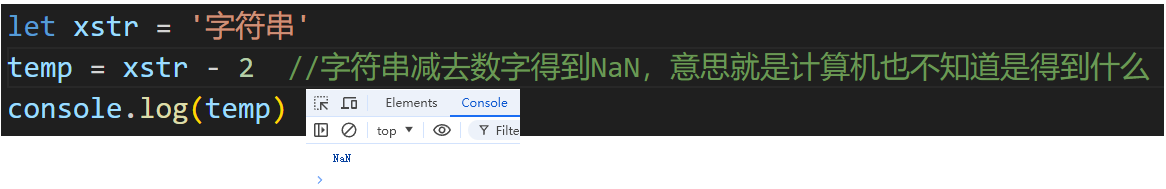 let xstr = '字符串'
temp = xstr - 2  //字符串减去数字得到NaN，意思就是计算机也不知道是得到什么
console.log(temp)
Elements Console
top Filte
NaN